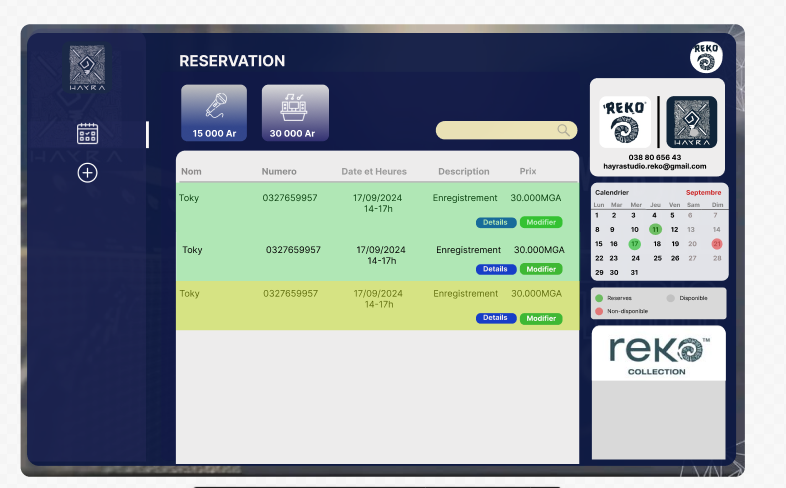 HAYRA
RESERVATION
REKO
15 000 Ar
30 000 Ar
'REKO'
HAYRA
038 80 656 43
hayrastudio.reko@gmail.com
HAYRA
Nom Numero Date et Heures Description Prix
Toky 0327659957 17/09/2024 Enregistrement 30.000MGA
14-17h
Details Modifier
Toky 0327659957 17/09/2024 Enregistrement 30.000MGA
14-17h
Details Modifier
Toky 0327659957 17/09/2024 Enregistrement 30.000MGA
14-17h
Details Modifier
Calendrier Septembre
Lun Mar Mer Jeu Ven Sam Dim
1 2 3 4 5 6 7
8 9 10 11 12 13 14
15 16 17 18 19 20 21
22 23 24 25 26 27 28
29 30 31
Reserves Disponible
Non-disponible
reko™
COLLECTION